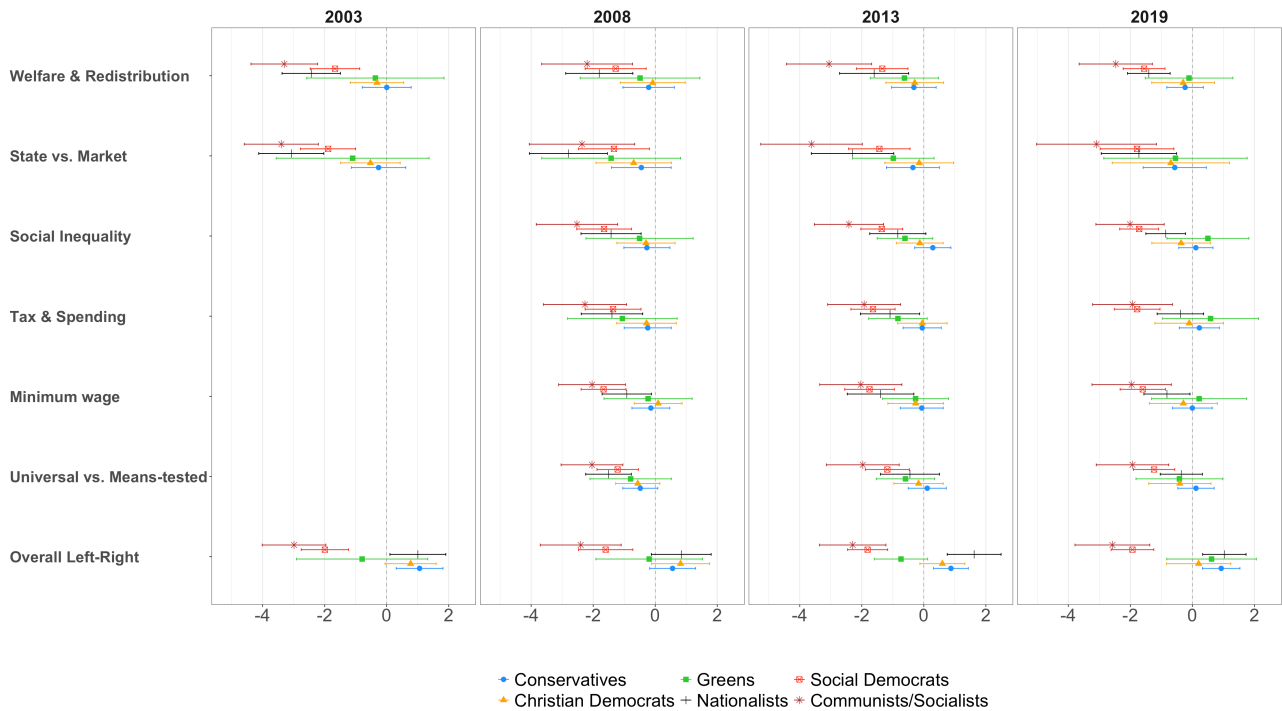 2003 2008 2013 2019
Welfare & Redistribution
State vs. Market
Social Inequality
Tax & Spending
Minimum wage
Universal vs. Means-tested
Overall Left-Right
-4 -2 0 2 -4 -2 0 2 -4 -2 0 2 -4 -2 0 2
Conservatives Greens Social Democrats
Christian Democrats Nationalists Communists/Socialists